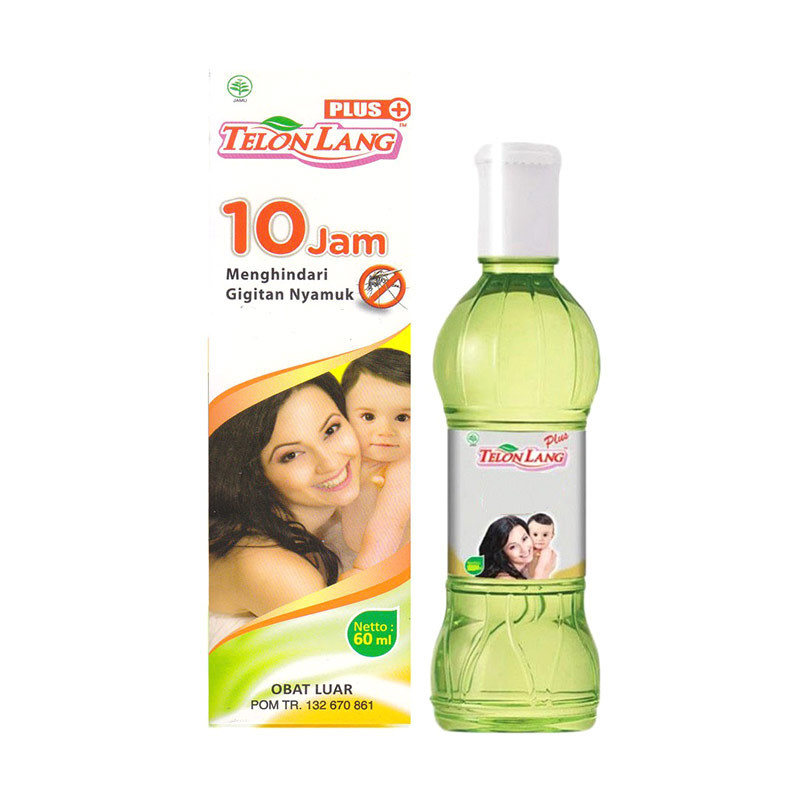 JAMU
PLUS +
TELON LANG TM
10 Jam
Menghindari
Gigitan Nyamuk
Netto :
60 ml
OBAT LUAR
POM TR. 132 670 861
Plus
TELON LANG